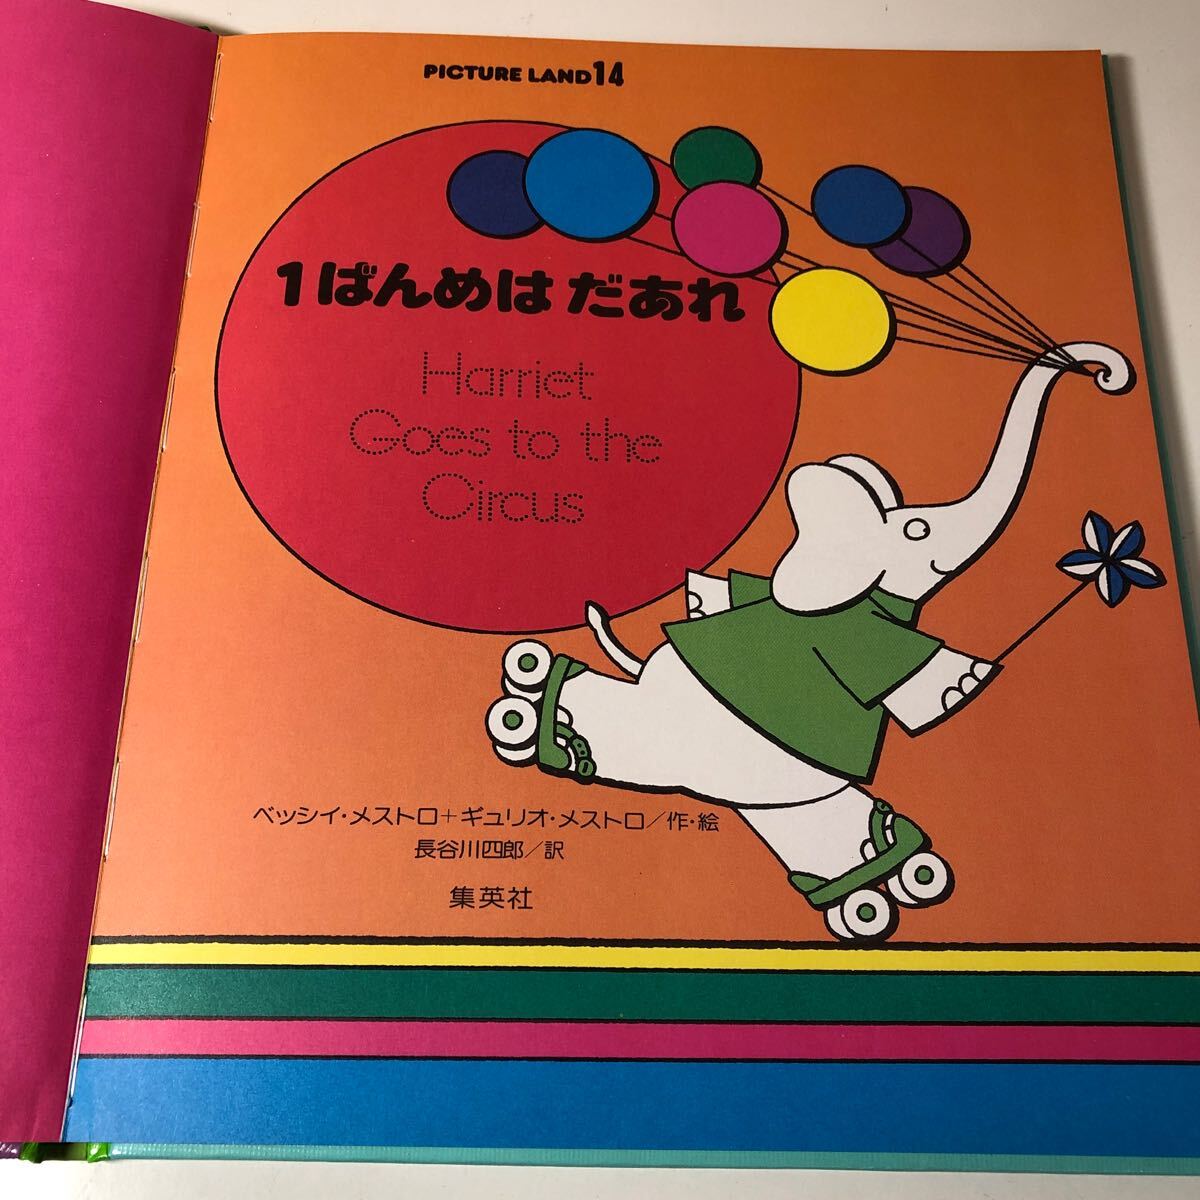 PICTURE LAND14
1ばんめは だあれ
Harriet
Goes to the
Circus
ベッシイ・メストロ+ギュリオ・メストロ/作・絵
長谷川四郎/訳
集英社